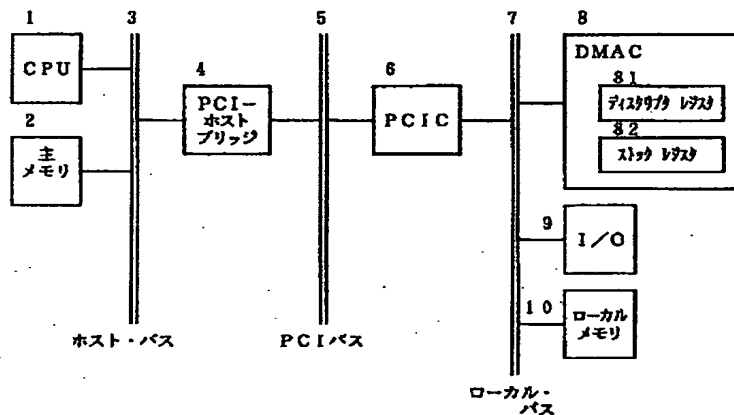 1
CPU
2
主
メモリ
3
ホスト・バス
4
PCI－
ホスト
ブリッジ
5
PCIバス
6
PCIC
7
ローカル・
バス
8
DMAC
81
ディスクリプタ レジスタ
82
ストック レジスタ
9
I／O
10
ローカル
メモリ